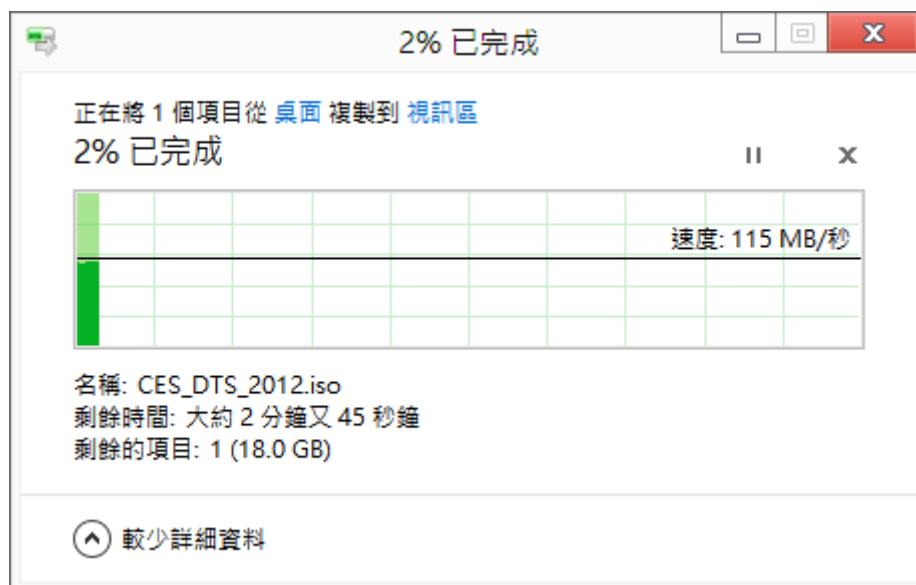 2% 已完成
正在將 1 個項目從 桌面 複製到 視訊區
2% 已完成
速度: 115 MB/秒
名稱: CES_DTS_2012.iso
剩餘時間: 大約 2 分鐘又 45 秒鐘
剩餘的項目: 1 (18.0 GB)
較少詳細資料